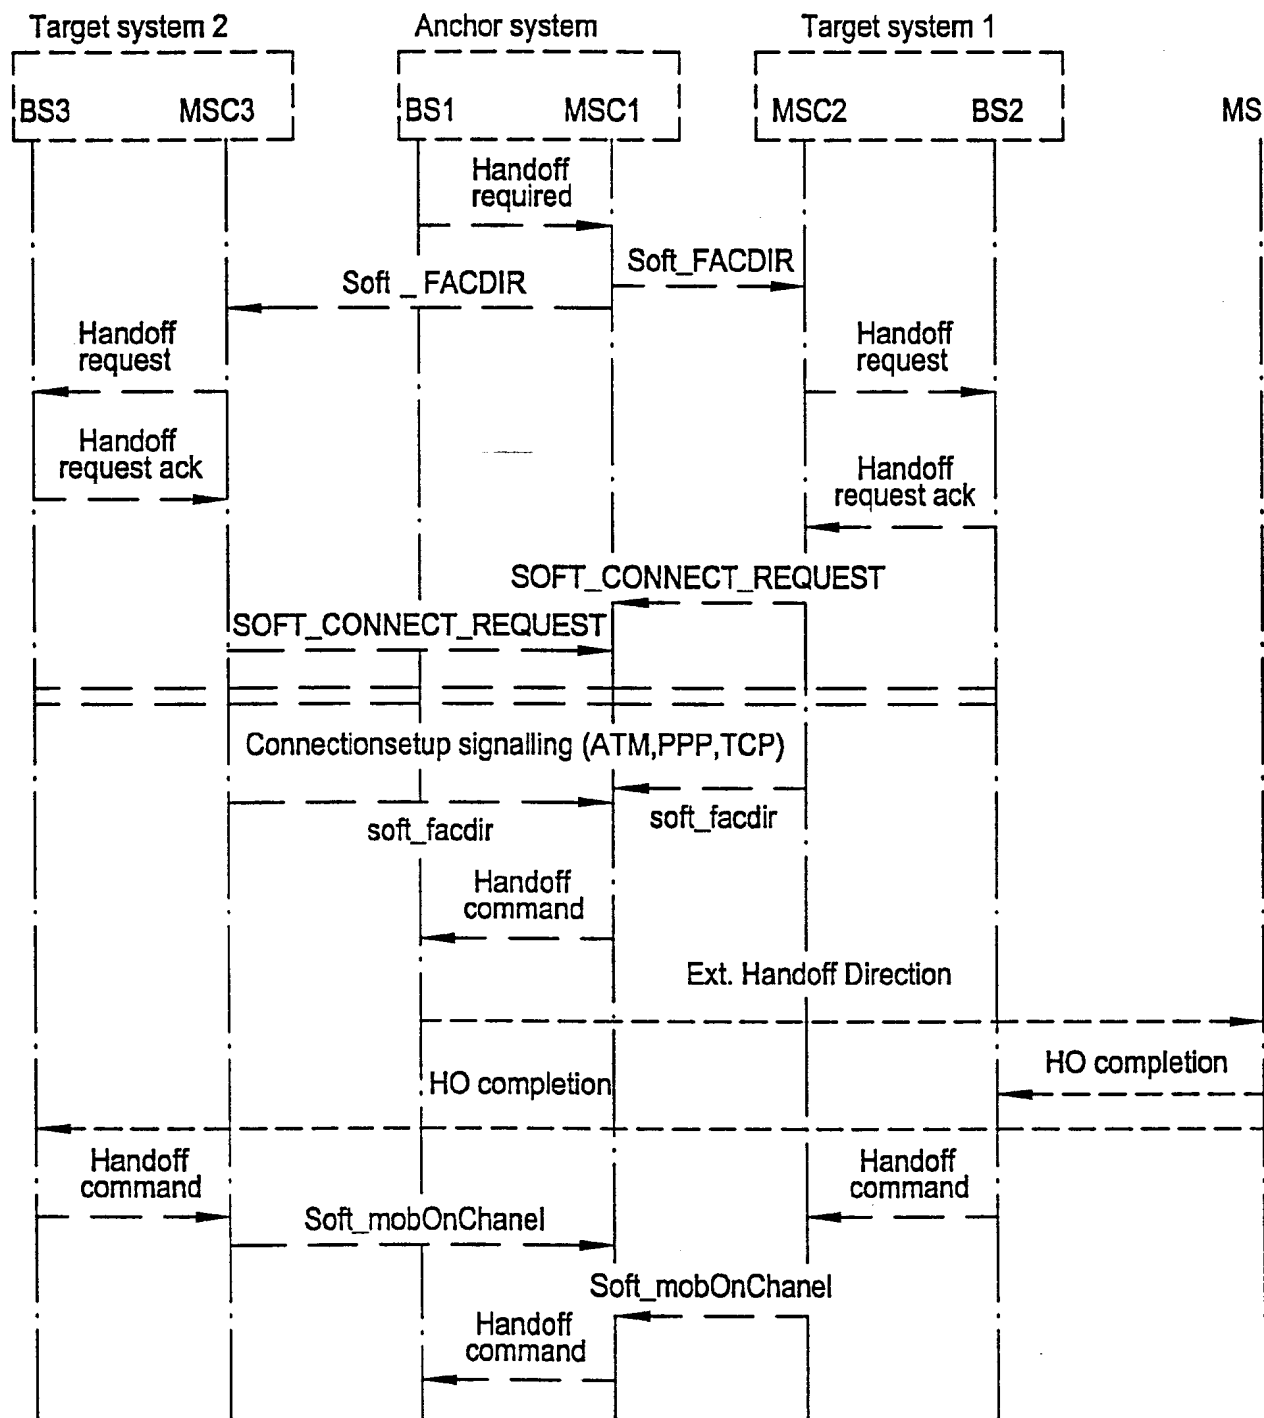 Target system 2
Anchor system
Target system 1
BS3
MSC3
BS1
MSC1
MSC2
BS2
MS
Handoff
required
Soft_FACDIR
Soft _ FACDIR
Handoff
request
Handoff
request
Handoff
request ack
Handoff
request ack
SOFT_CONNECT_REQUEST
SOFT_CONNECT_REQUEST
Connectionsetup signalling (ATM,PPP,TCP)
soft_facdir
soft_facdir
Handoff
command
Ext. Handoff Direction
HO completion
HO completion
Handoff
command
Handoff
command
Soft_mobOnChanel
Soft_mobOnChanel
Handoff
command